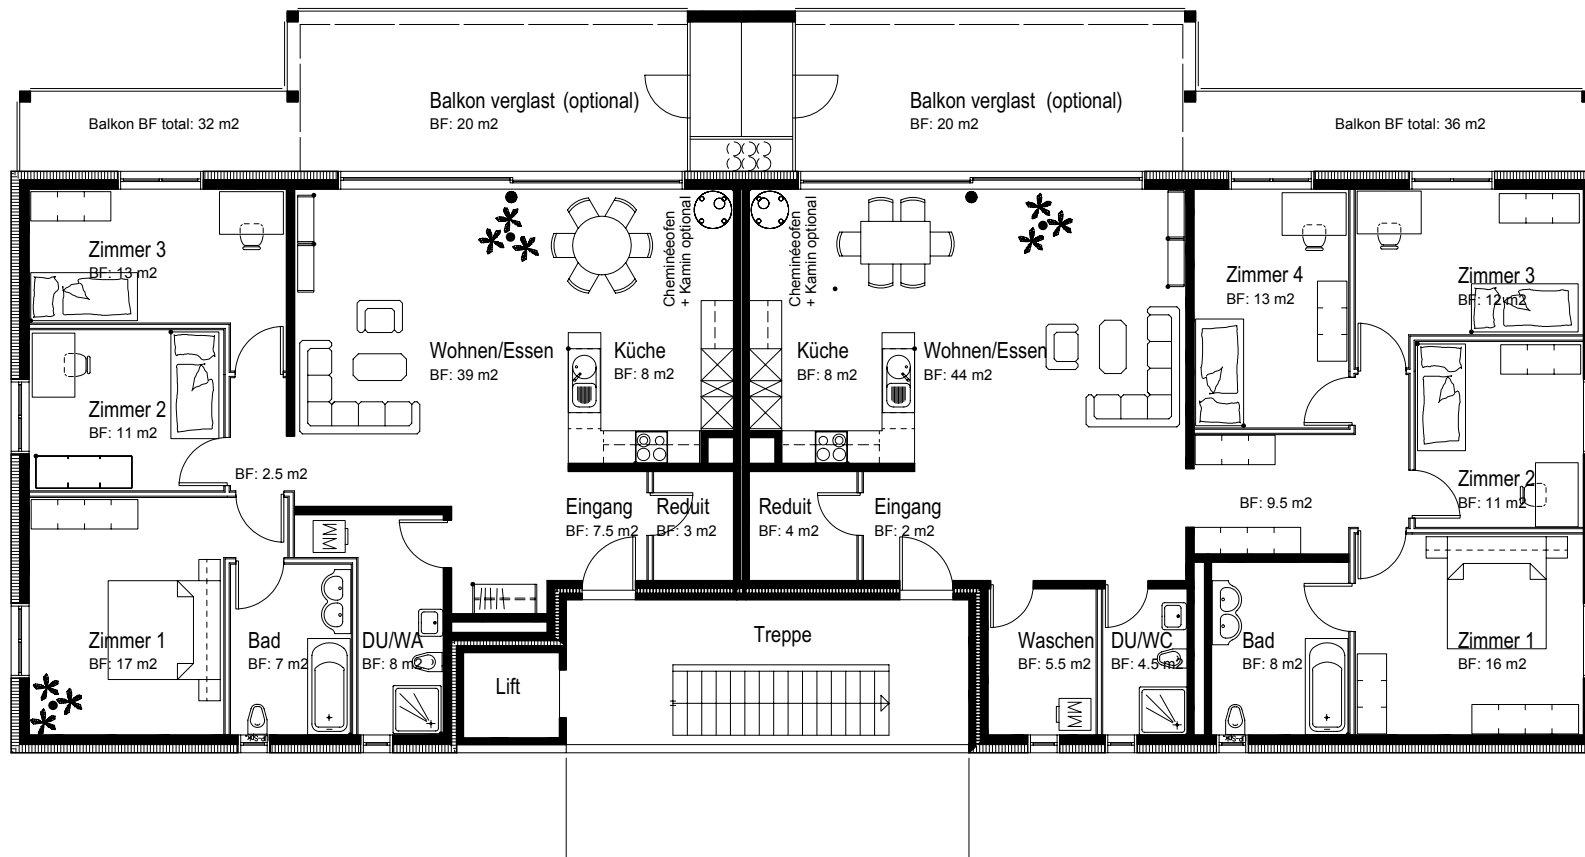 Balkon verglast (optional)
BF: 20 m2
Balkon verglast (optional)
BF: 20 m2
Balkon BF total: 32 m2
Balkon BF total: 36 m2
Zimmer 3
BF: 13 m2
Cheminéeofen
+ Kamin optional
Cheminéeofen
+ Kamin optional
Zimmer 4
BF: 13 m2
Zimmer 3
BF: 12 m2
Wohnen/Essen
BF: 39 m2
Küche
BF: 8 m2
Küche
BF: 8 m2
Wohnen/Essen
BF: 44 m2
Zimmer 2
BF: 11 m2
BF: 2.5 m2
Zimmer 2
BF: 11 m2
BF: 9.5 m2
Eingang
BF: 7.5 m2
Reduit
BF: 3 m2
Reduit
BF: 4 m2
Eingang
BF: 2 m2
WM
Zimmer 1
BF: 17 m2
Bad
BF: 7 m2
DU/WA
BF: 8 m2
Lift
Treppe
Waschen
BF: 5.5 m2
DU/WC
BF: 4.5 m2
Bad
BF: 8 m2
Zimmer 1
BF: 16 m2
WM